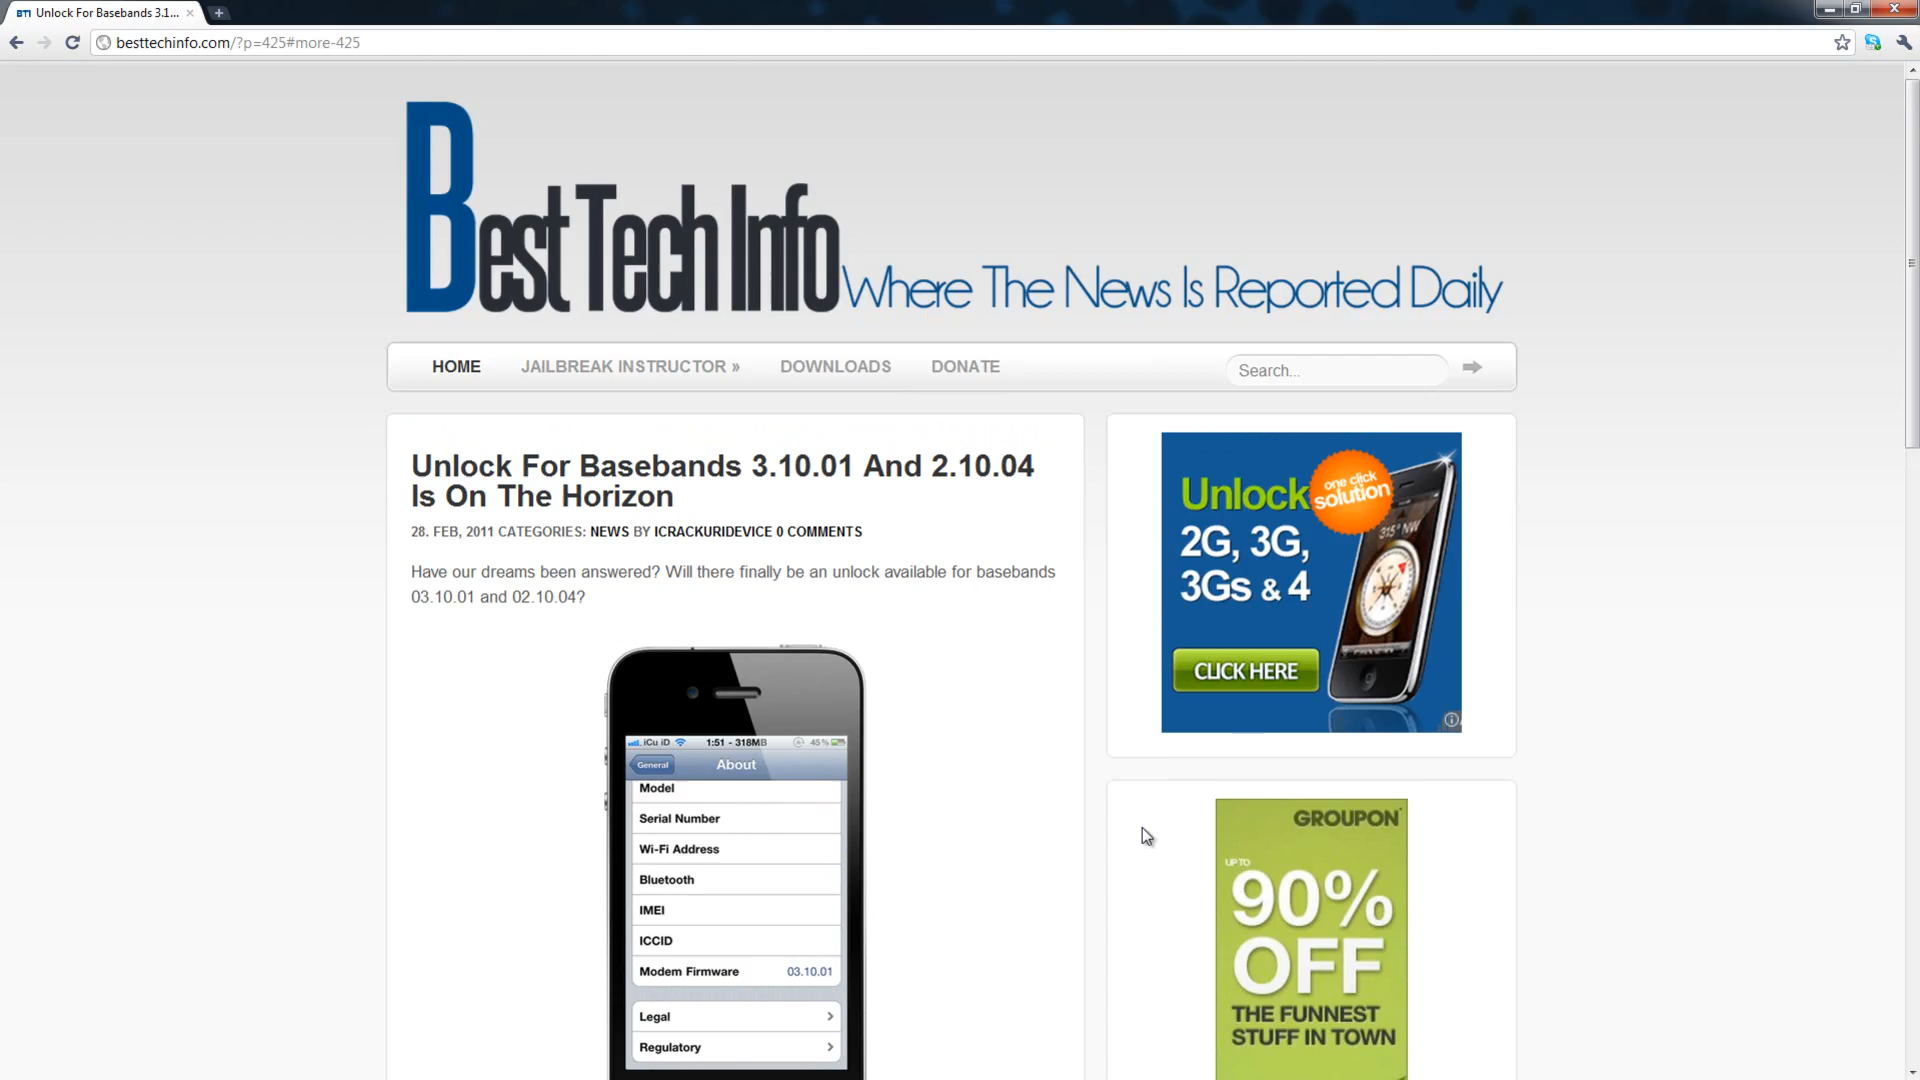 BTI Unlock For Basebands 3.1...
besttechinfo.com/?p=425#more-425
Best Tech Info Where The News Is Reported Daily
HOME JAILBREAK INSTRUCTOR » DOWNLOADS DONATE Search...
Unlock For Basebands 3.10.01 And 2.10.04
Is On The Horizon
28. FEB, 2011 CATEGORIES: NEWS BY ICRACKURIDEVICE 0 COMMENTS
Have our dreams been answered? Will there finally be an unlock available for basebands
03.10.01 and 02.10.04?
iCu iD 1:51 - 318MB 45%
General About
Model
Serial Number
Wi-Fi Address
Bluetooth
IMEI
ICCID
Modem Firmware 03.10.01
Legal
Regulatory
Unlock
one click
solution
2G, 3G,
3Gs & 4
315° NW
CLICK HERE
GROUPON
UP TO
90%
OFF
THE FUNNEST
STUFF IN TOWN